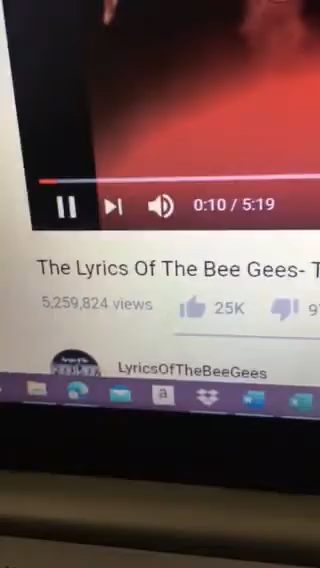 0:10 / 5:19
The Lyrics Of The Bee Gees- T
5,259,824 views
25K
LyricsOfTheBeeGees
a